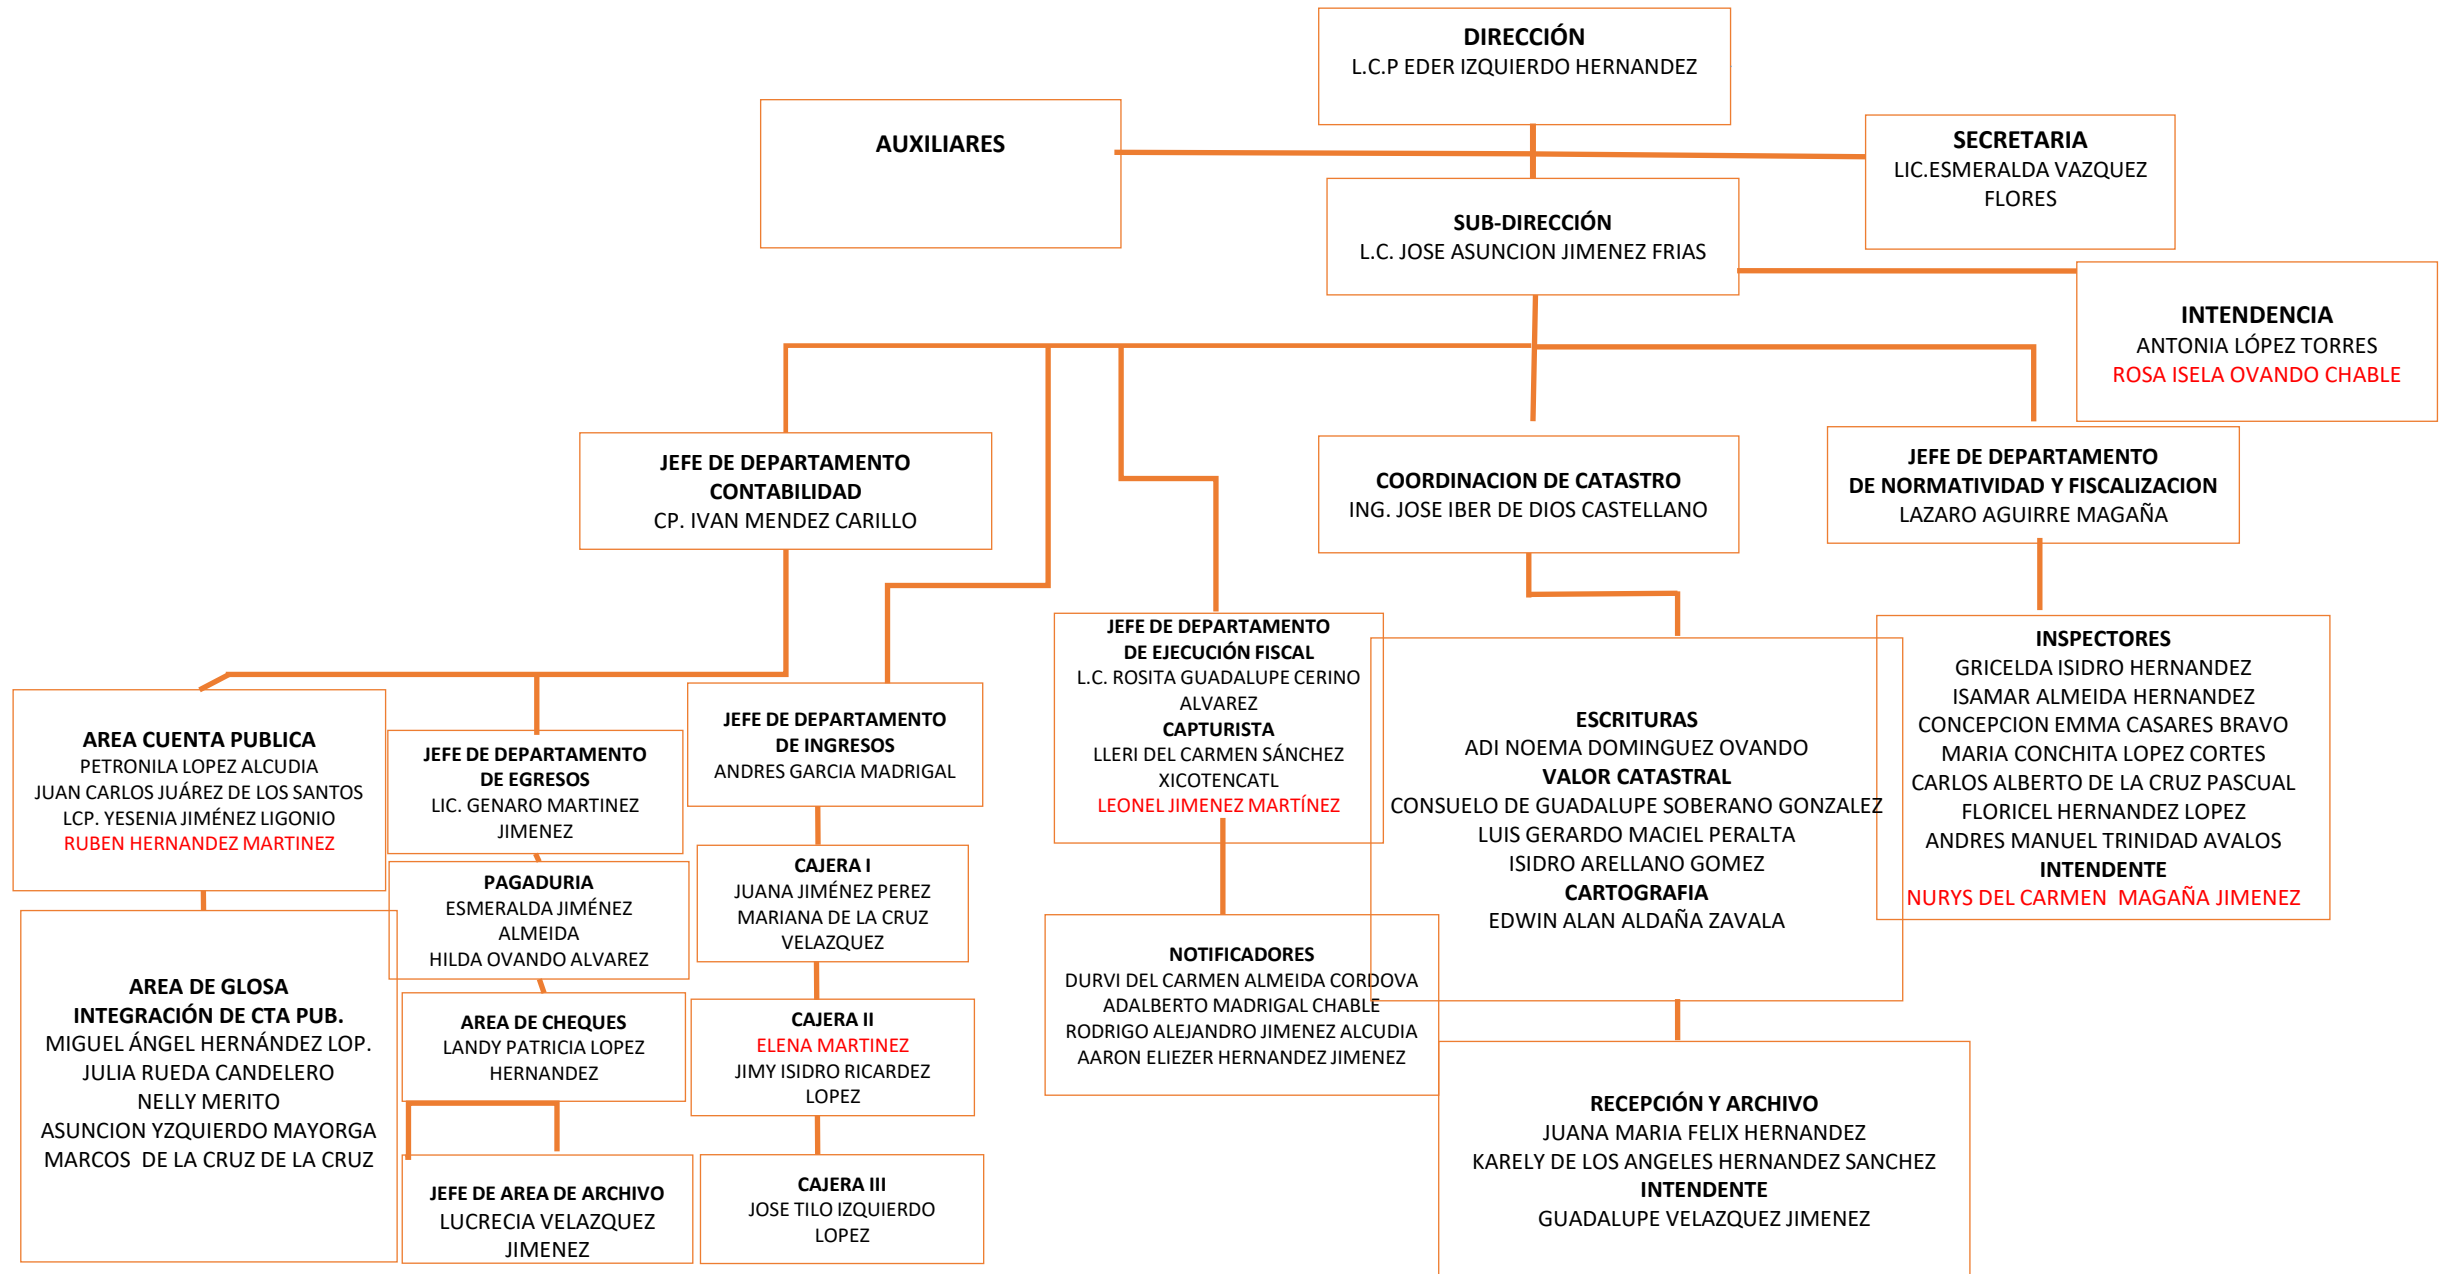 DIRECCIÓN
L.C.P EDER IZQUIERDO HERNANDEZ
AUXILIARES
SECRETARIA
LIC.ESMERALDA VAZQUEZ
FLORES
SUB-DIRECCIÓN
L.C. JOSE ASUNCION JIMENEZ FRIAS
INTENDENCIA
ANTONIA LÓPEZ TORRES
ROSA ISELA OVANDO CHABLE
JEFE DE DEPARTAMENTO
CONTABILIDAD
CP. IVAN MENDEZ CARILLO
COORDINACION DE CATASTRO
ING. JOSE IBER DE DIOS CASTELLANO
JEFE DE DEPARTAMENTO
DE NORMATIVIDAD Y FISCALIZACION
LAZARO AGUIRRE MAGAÑA
AREA CUENTA PUBLICA
PETRONILA LOPEZ ALCUDIA
JUAN CARLOS JUÁREZ DE LOS SANTOS
LCP. YESENIA JIMÉNEZ LIGONIO
RUBEN HERNANDEZ MARTINEZ
AREA DE GLOSA
INTEGRACIÓN DE CTA PUB.
MIGUEL ÁNGEL HERNÁNDEZ LOP.
JULIA RUEDA CANDELERO
NELLY MERITO
ASUNCION YZQUIERDO MAYORGA
MARCOS  DE LA CRUZ DE LA CRUZ
JEFE DE DEPARTAMENTO
DE EGRESOS
LIC. GENARO MARTINEZ
JIMENEZ
PAGADURIA
ESMERALDA JIMÉNEZ
ALMEIDA
HILDA OVANDO ALVAREZ
AREA DE CHEQUES
LANDY PATRICIA LOPEZ
HERNANDEZ
JEFE DE AREA DE ARCHIVO
LUCRECIA VELAZQUEZ
JIMENEZ
JEFE DE DEPARTAMENTO
DE INGRESOS
ANDRES GARCIA MADRIGAL
CAJERA I
JUANA JIMÉNEZ PEREZ
MARIANA DE LA CRUZ
VELAZQUEZ
CAJERA II
ELENA MARTINEZ
JIMY ISIDRO RICARDEZ
LOPEZ
CAJERA III
JOSE TILO IZQUIERDO
LOPEZ
JEFE DE DEPARTAMENTO
DE EJECUCIÓN FISCAL
L.C. ROSITA GUADALUPE CERINO
ALVAREZ
CAPTURISTA
LLERI DEL CARMEN SÁNCHEZ
XICOTENCATL
LEONEL JIMENEZ MARTÍNEZ
NOTIFICADORES
DURVI DEL CARMEN ALMEIDA CORDOVA
ADALBERTO MADRIGAL CHABLE
RODRIGO ALEJANDRO JIMENEZ ALCUDIA
AARON ELIEZER HERNANDEZ JIMENEZ
ESCRITURAS
ADI NOEMA DOMINGUEZ OVANDO
VALOR CATASTRAL
CONSUELO DE GUADALUPE SOBERANO GONZALEZ
LUIS GERARDO MACIEL PERALTA
ISIDRO ARELLANO GOMEZ
CARTOGRAFIA
EDWIN ALAN ALDAÑA ZAVALA
RECEPCIÓN Y ARCHIVO
JUANA MARIA FELIX HERNANDEZ
KARELY DE LOS ANGELES HERNANDEZ SANCHEZ
INTENDENTE
GUADALUPE VELAZQUEZ JIMENEZ
INSPECTORES
GRICELDA ISIDRO HERNANDEZ
ISAMAR ALMEIDA HERNANDEZ
CONCEPCION EMMA CASARES BRAVO
MARIA CONCHITA LOPEZ CORTES
CARLOS ALBERTO DE LA CRUZ PASCUAL
FLORICEL HERNANDEZ LOPEZ
ANDRES MANUEL TRINIDAD AVALOS
INTENDENTE
NURYS DEL CARMEN  MAGAÑA JIMENEZ